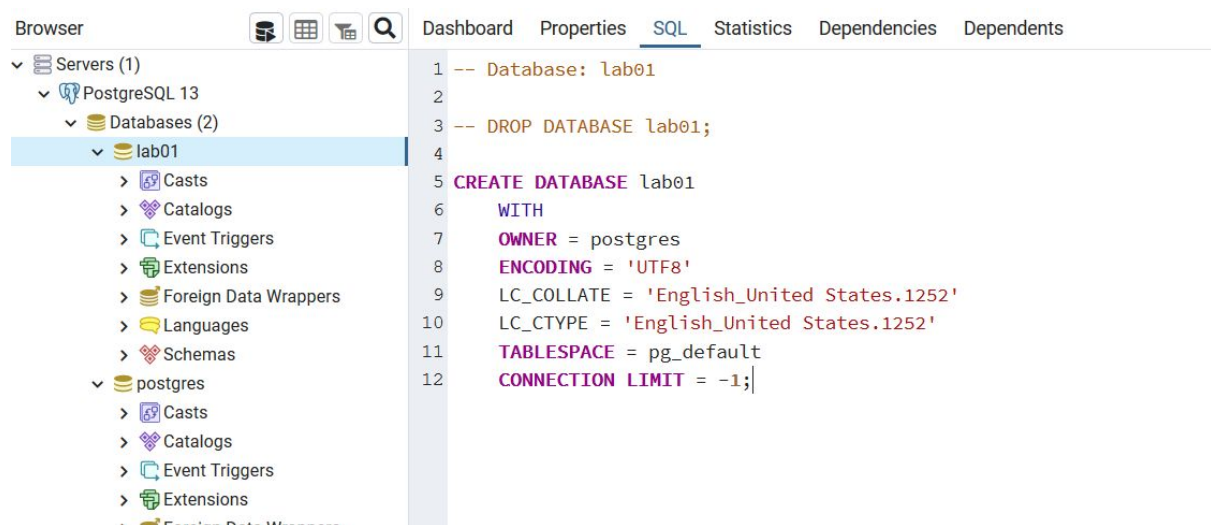 Browser
Dashboard Properties SQL Statistics Dependencies Dependents
Servers (1)
PostgreSQL 13
Databases (2)
lab01
Casts
Catalogs
Event Triggers
Extensions
Foreign Data Wrappers
Languages
Schemas
postgres
Casts
Catalogs
Event Triggers
Extensions
Foreign Data Wrappers
1 -- Database: lab01
2
3 -- DROP DATABASE lab01;
4
5 CREATE DATABASE lab01
6 WITH
7 OWNER = postgres
8 ENCODING = 'UTF8'
9 LC_COLLATE = 'English_United States.1252'
10 LC_CTYPE = 'English_United States.1252'
11 TABLESPACE = pg_default
12 CONNECTION LIMIT = -1;